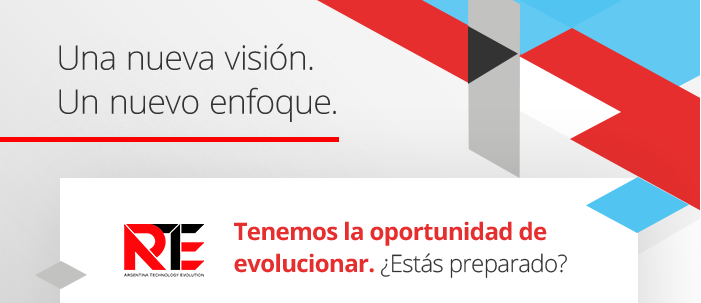 Una nueva visión.
Un nuevo enfoque.
RTE
ARGENTINA TECHNOLOGY EVOLUTION
Tenemos la oportunidad de
evolucionar. ¿Estás preparado?